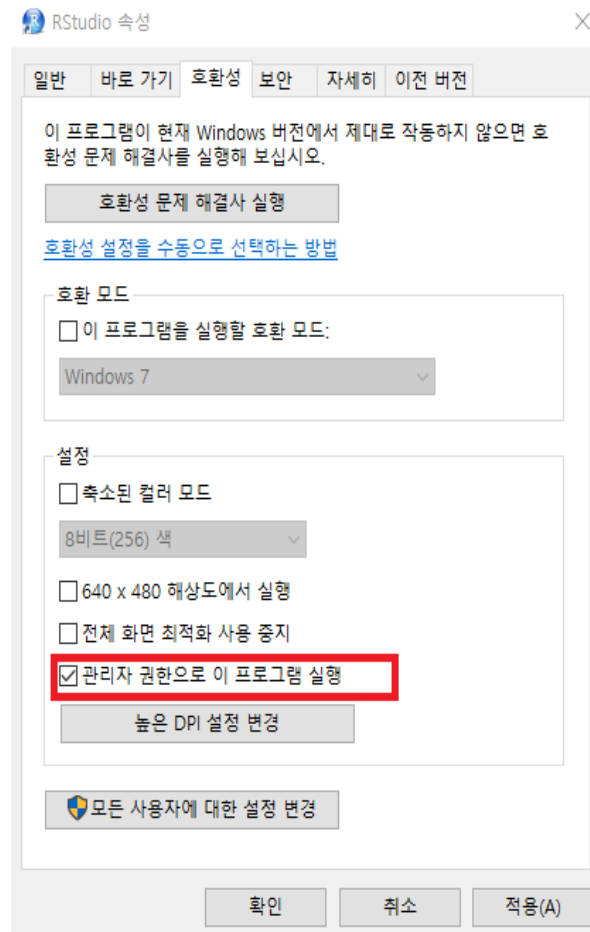 RStudio 속성
일반 바로 가기 호환성 보안 자세히 이전 버전
이 프로그램이 현재 Windows 버전에서 제대로 작동하지 않으면 호
환성 문제 해결사를 실행해 보십시오.
호환성 문제 해결사 실행
호환성 설정을 수동으로 선택하는 방법
호환 모드
이 프로그램을 실행할 호환 모드:
Windows 7
설정
축소된 컬러 모드
8비트(256) 색
640 x 480 해상도에서 실행
전체 화면 최적화 사용 중지
관리자 권한으로 이 프로그램 실행
높은 DPI 설정 변경
모든 사용자에 대한 설정 변경
확인 취소 적용(A)